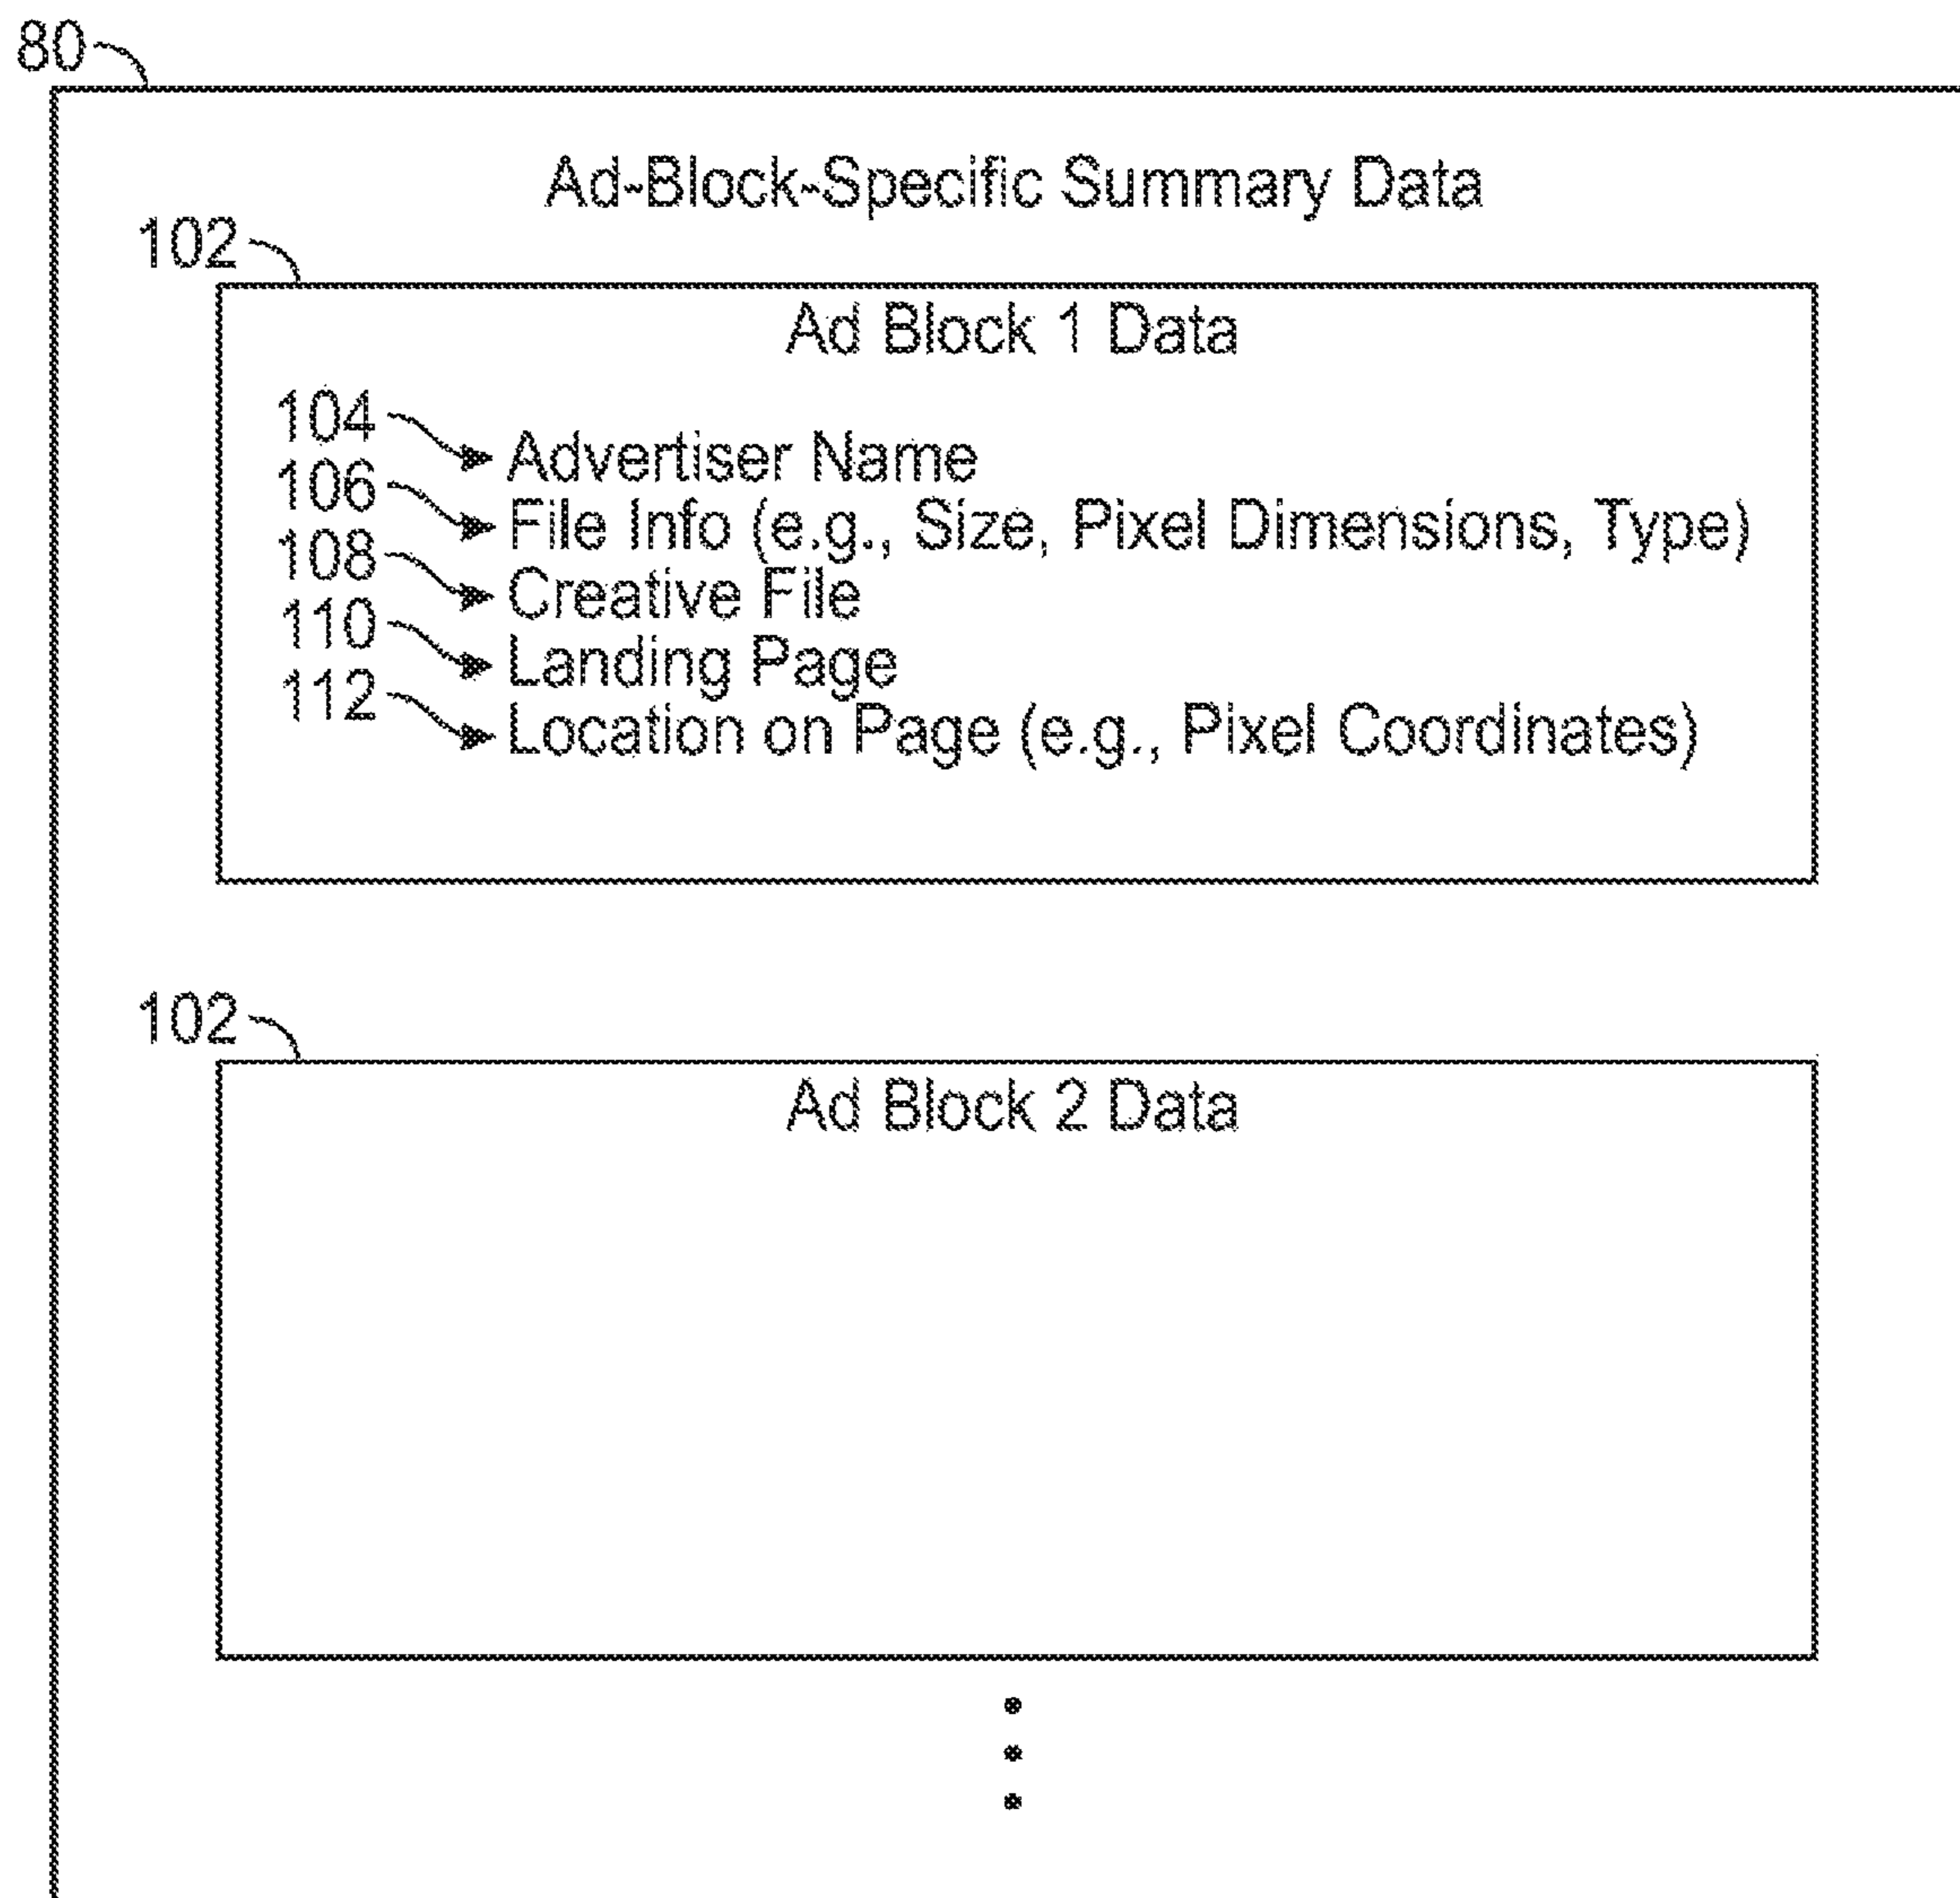 80
Ad-Block-Specific Summary Data
102
Ad Block 1 Data
104 Advertiser Name
106 File Info (e.g., Size, Pixel Dimensions, Type)
108 Creative File
110 Landing Page
112 Location on Page (e.g., Pixel Coordinates)
102
Ad Block 2 Data